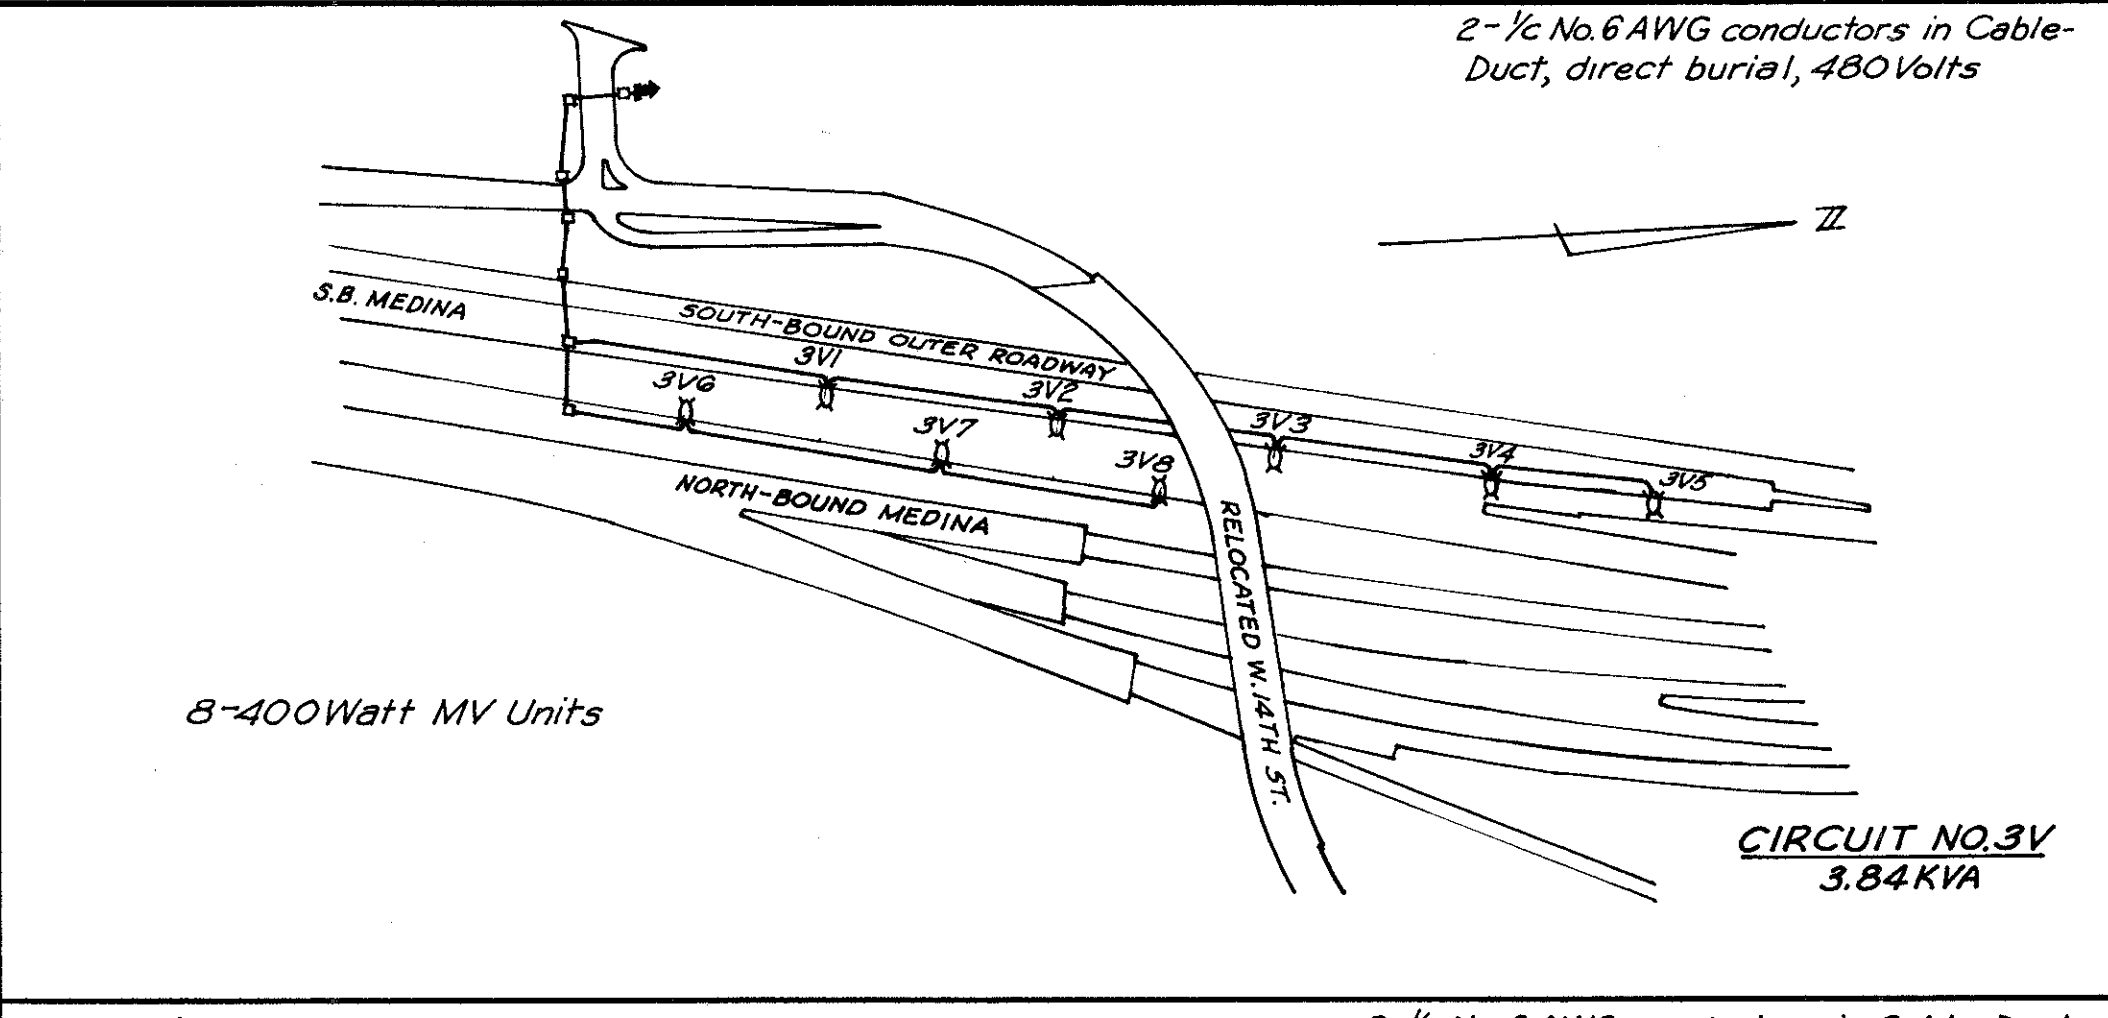 2-1/c No.6 AWG conductors in Cable-
Duct, direct burial, 480 Volts
N
S.B. MEDINA
SOUTH-BOUND OUTER ROADWAY
3V1
3V6
3V2
3V7
3V3
3V8
3V4
3V5
NORTH-BOUND MEDINA
RELOCATED W. 14TH ST.
8-400 Watt MV Units
CIRCUIT NO. 3V
3.84 KVA